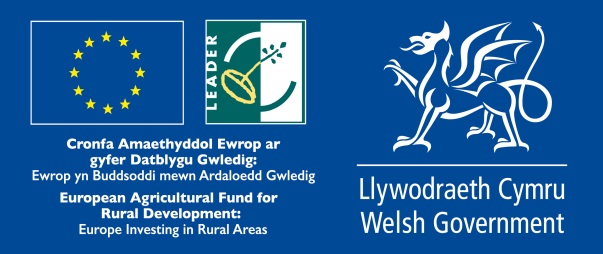 LEADER
Cronfa Amaethyddol Ewrop ar
gyfer Datblygu Gwledig:
Ewrop yn Buddsoddi mewn Ardaloedd Gwledig
European Agricultural Fund for
Rural Development:
Europe Investing in Rural Areas
Llywodraeth Cymru
Welsh Government